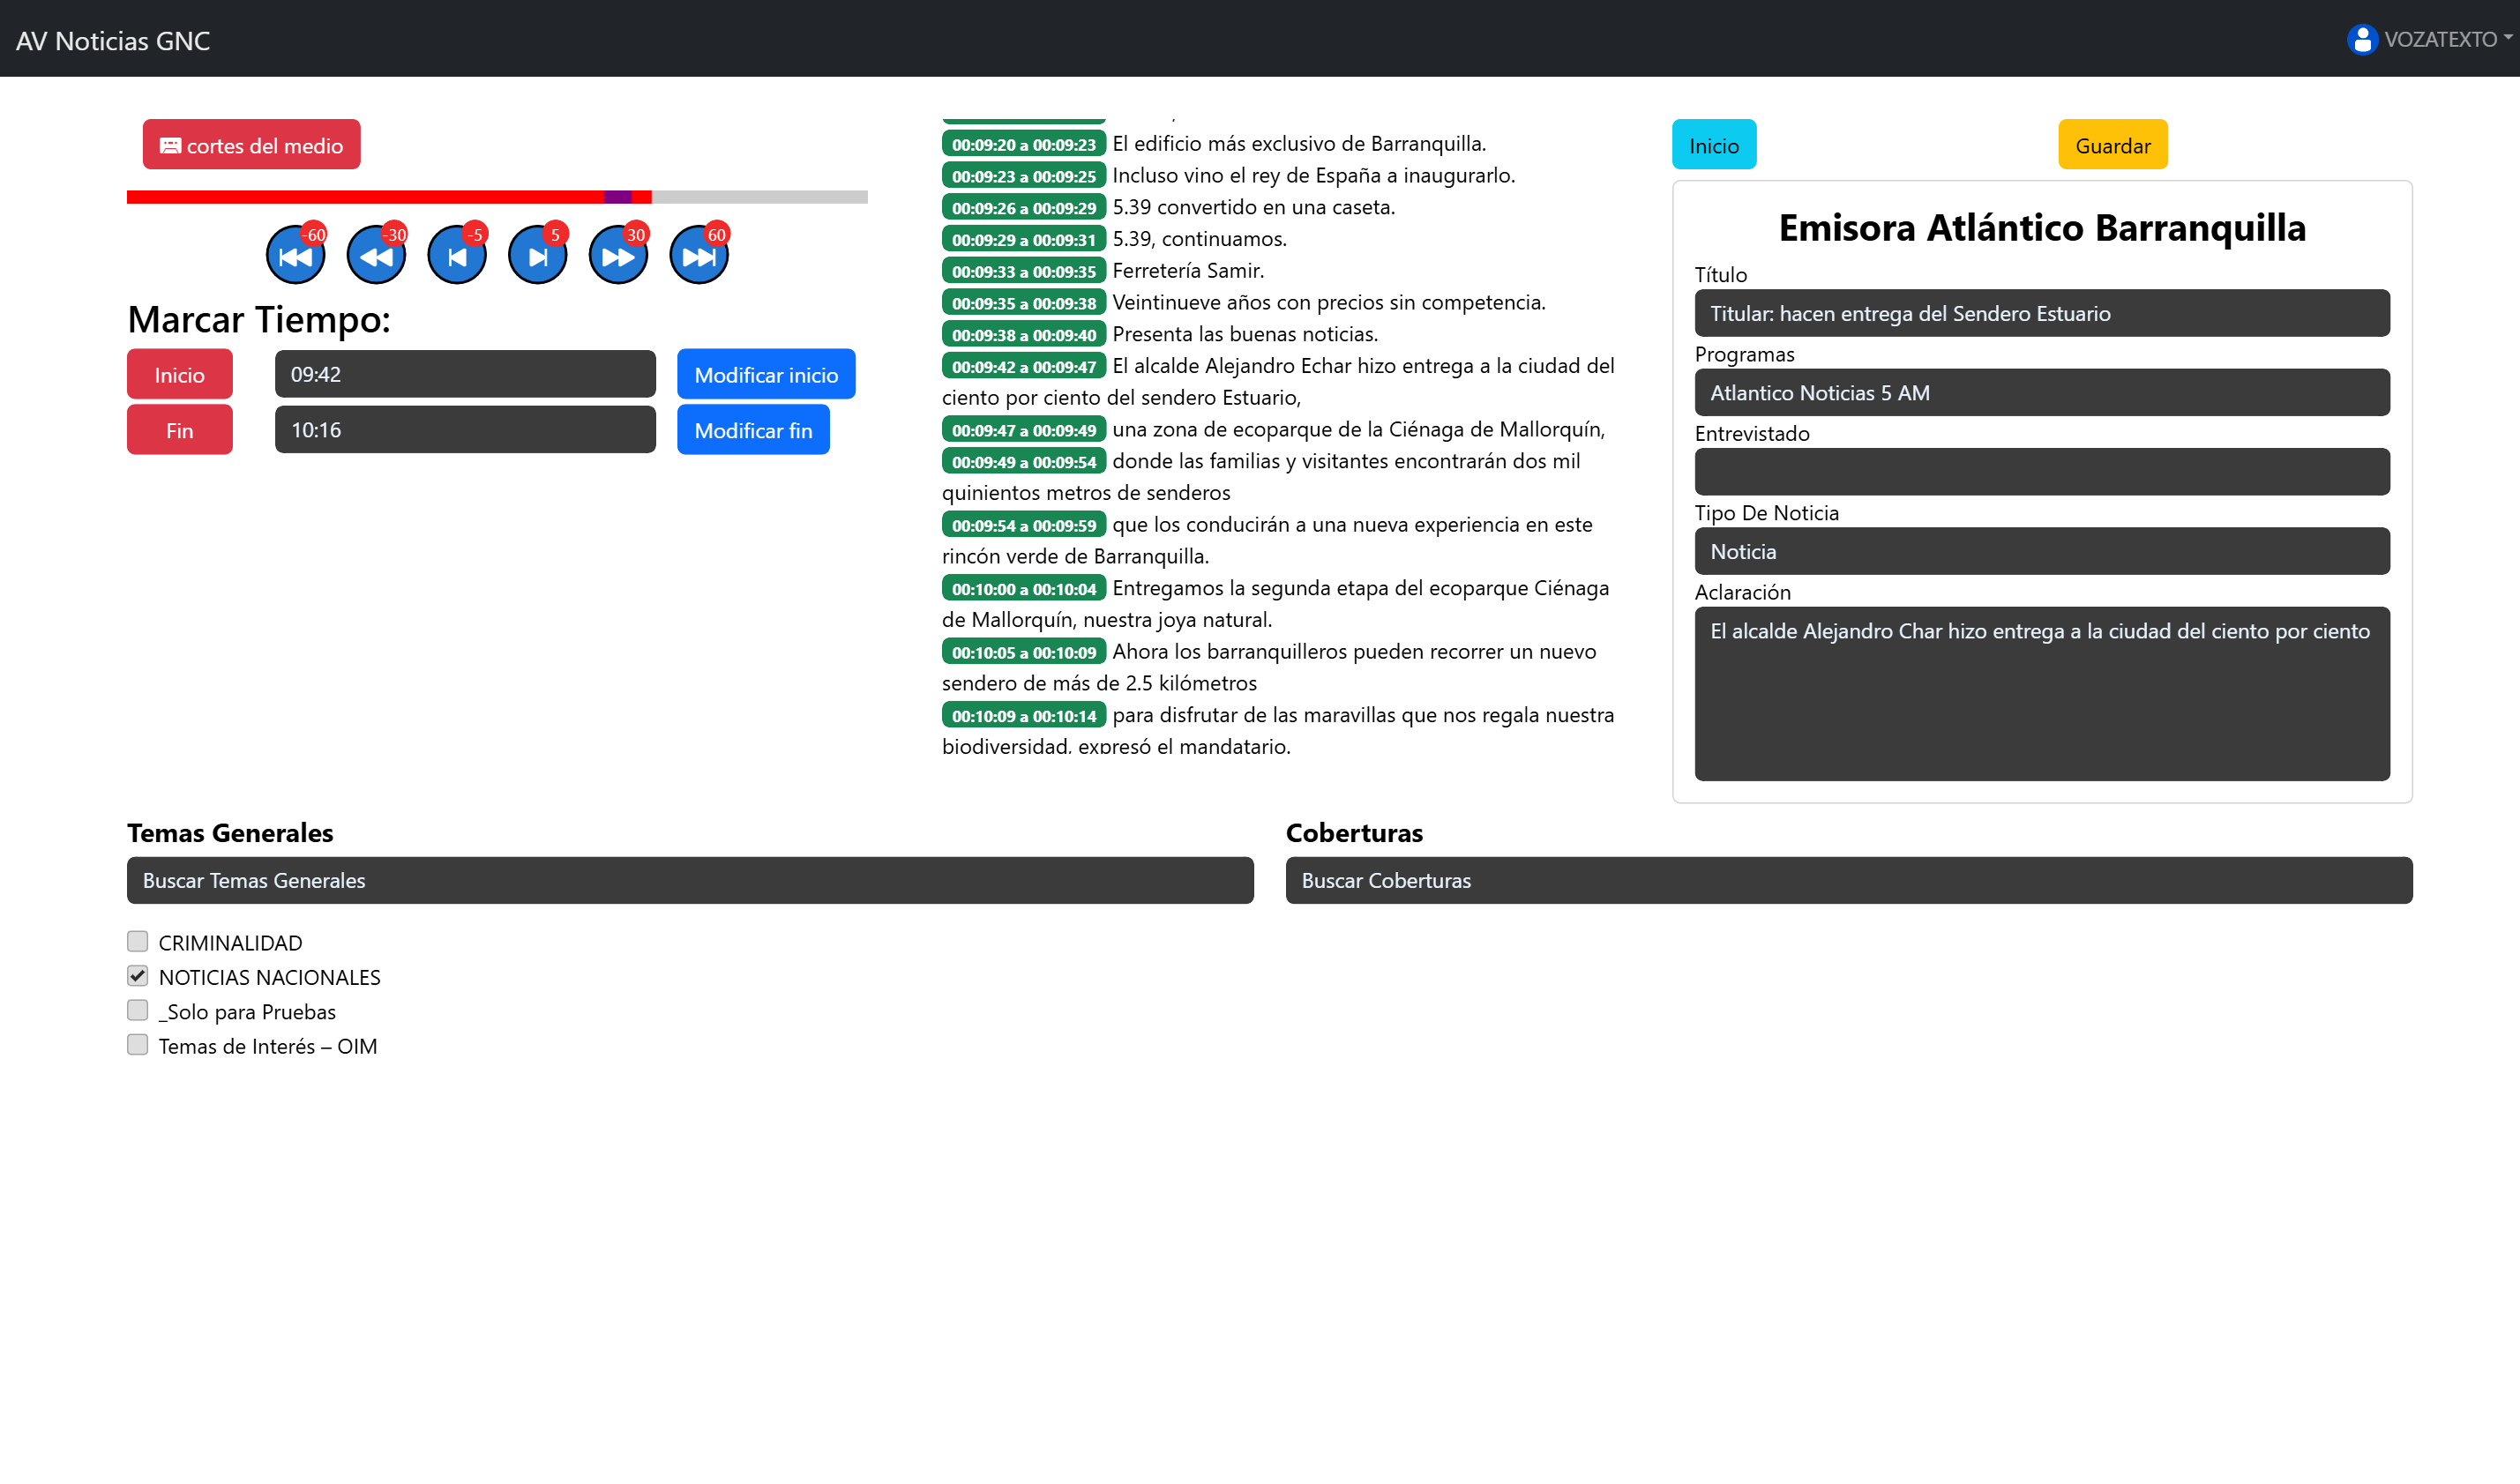 AV Noticias GNC
VOZATEXTO
cortes del medio
-60 -30 -5 5 30 60
Marcar Tiempo:
Inicio 09:42 Modificar inicio
Fin 10:16 Modificar fin
00:09:20 a 00:09:23 El edificio más exclusivo de Barranquilla.
00:09:23 a 00:09:25 Incluso vino el rey de España a inaugurarlo.
00:09:26 a 00:09:29 5.39 convertido en una caseta.
00:09:29 a 00:09:31 5.39, continuamos.
00:09:33 a 00:09:35 Ferretería Samir.
00:09:35 a 00:09:38 Veintinueve años con precios sin competencia.
00:09:38 a 00:09:40 Presenta las buenas noticias.
00:09:42 a 00:09:47 El alcalde Alejandro Echar hizo entrega a la ciudad del
ciento por ciento del sendero Estuario,
00:09:47 a 00:09:49 una zona de ecoparque de la Ciénaga de Mallorquín,
00:09:49 a 00:09:54 donde las familias y visitantes encontrarán dos mil
quinientos metros de senderos
00:09:54 a 00:09:59 que los conducirán a una nueva experiencia en este
rincón verde de Barranquilla.
00:10:00 a 00:10:04 Entregamos la segunda etapa del ecoparque Ciénaga
de Mallorquín, nuestra joya natural.
00:10:05 a 00:10:09 Ahora los barranquilleros pueden recorrer un nuevo
sendero de más de 2.5 kilómetros
00:10:09 a 00:10:14 para disfrutar de las maravillas que nos regala nuestra
biodiversidad, expresó el mandatario.
Inicio
Guardar
Emisora Atlántico Barranquilla
Título
Titular: hacen entrega del Sendero Estuario
Programas
Atlantico Noticias 5 AM
Entrevistado
Tipo De Noticia
Noticia
Aclaración
El alcalde Alejandro Char hizo entrega a la ciudad del ciento por ciento
Temas Generales
Buscar Temas Generales
CRIMINALIDAD
NOTICIAS NACIONALES
_Solo para Pruebas
Temas de Interés – OIM
Coberturas
Buscar Coberturas